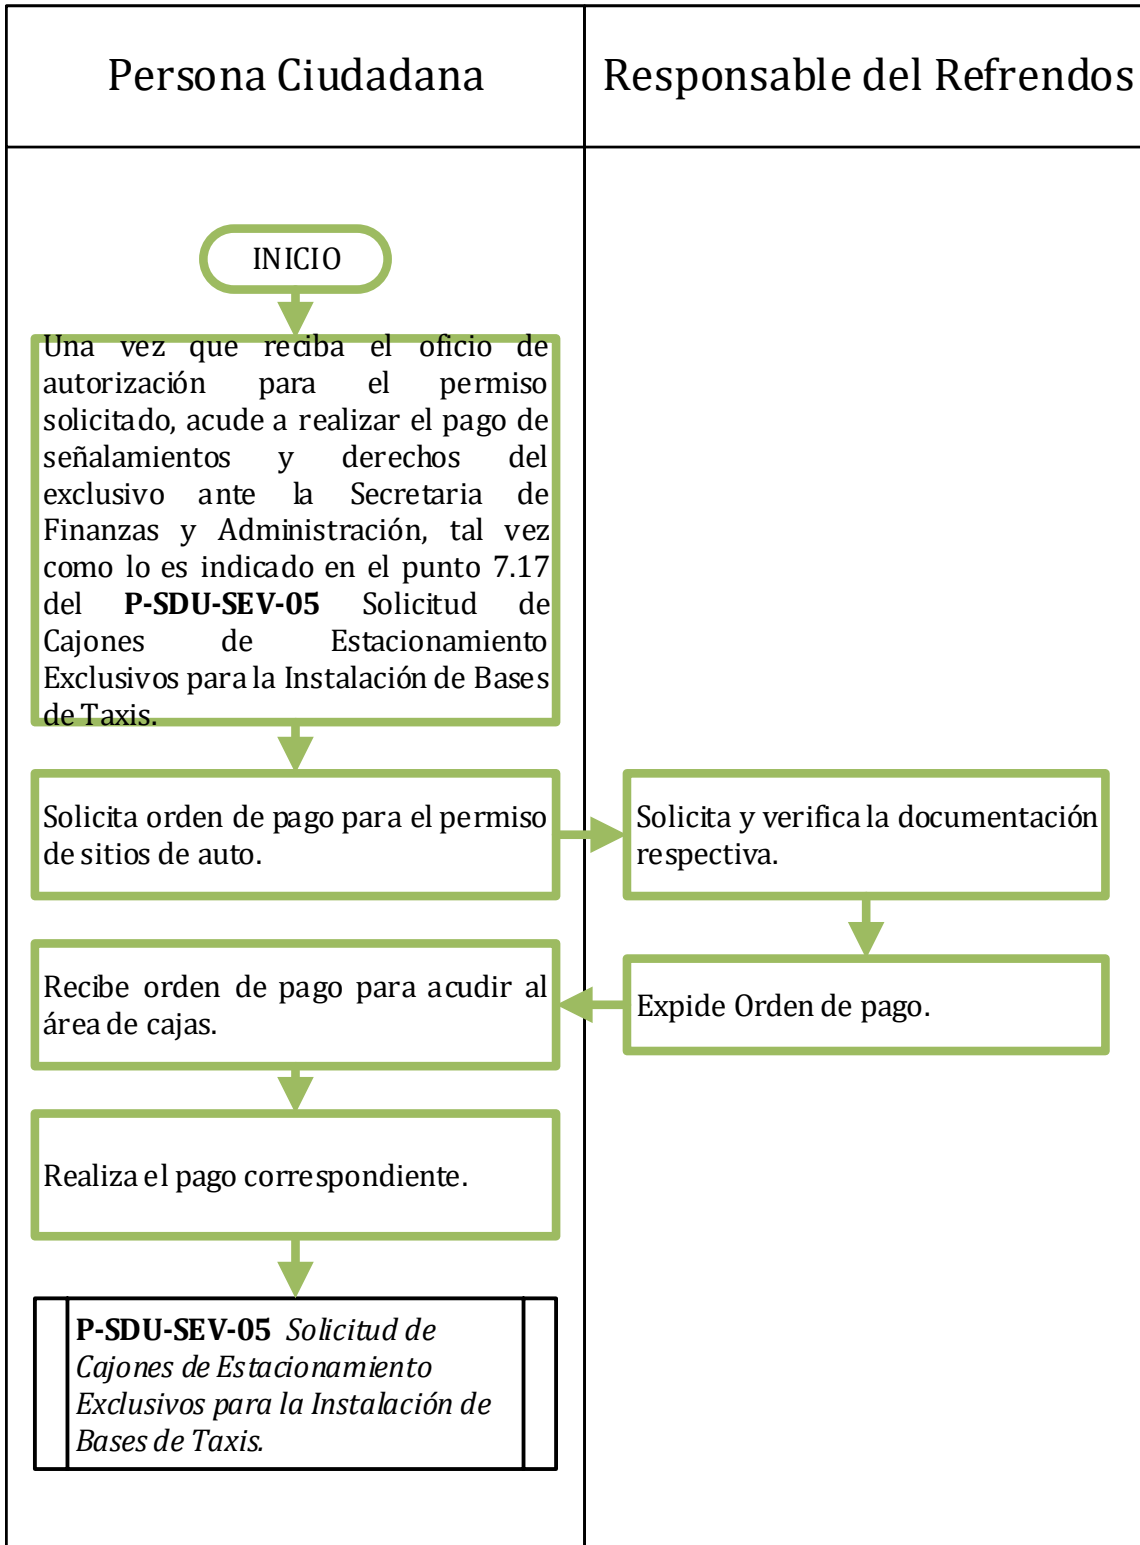 Persona Ciudadana
Responsable del Refrendos
INICIO
Una vez que reciba el oficio de
autorización para el permiso
solicitado, acude a realizar el pago de
señalamientos y derechos del
exclusivo ante la Secretaria de
Finanzas y Administración, tal vez
como lo es indicado en el punto 7.17
del P-SDU-SEV-05 Solicitud de
Cajones de Estacionamiento
Exclusivos para la Instalación de Bases
de Taxis.
Solicita orden de pago para el permiso
de sitios de auto.
Solicita y verifica la documentación
respectiva.
Expide Orden de pago.
Recibe orden de pago para acudir al
área de cajas.
Realiza el pago correspondiente.
P-SDU-SEV-05 Solicitud de
Cajones de Estacionamiento
Exclusivos para la Instalación de
Bases de Taxis.